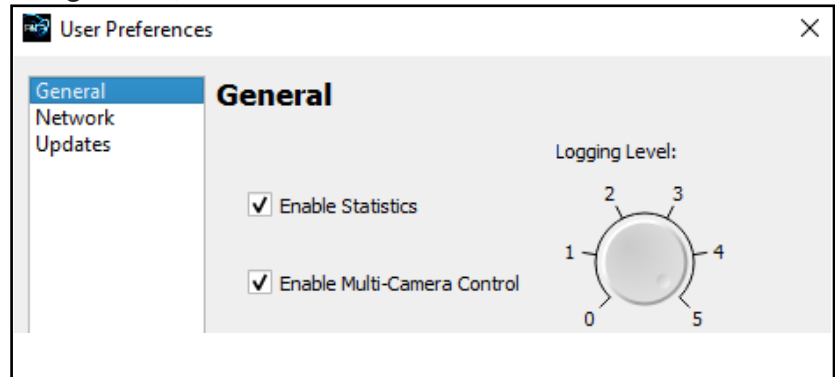 User Preferences
General
Network
Updates
General
Logging Level:
Enable Statistics
Enable Multi-Camera Control
2 3
1 4
0 5